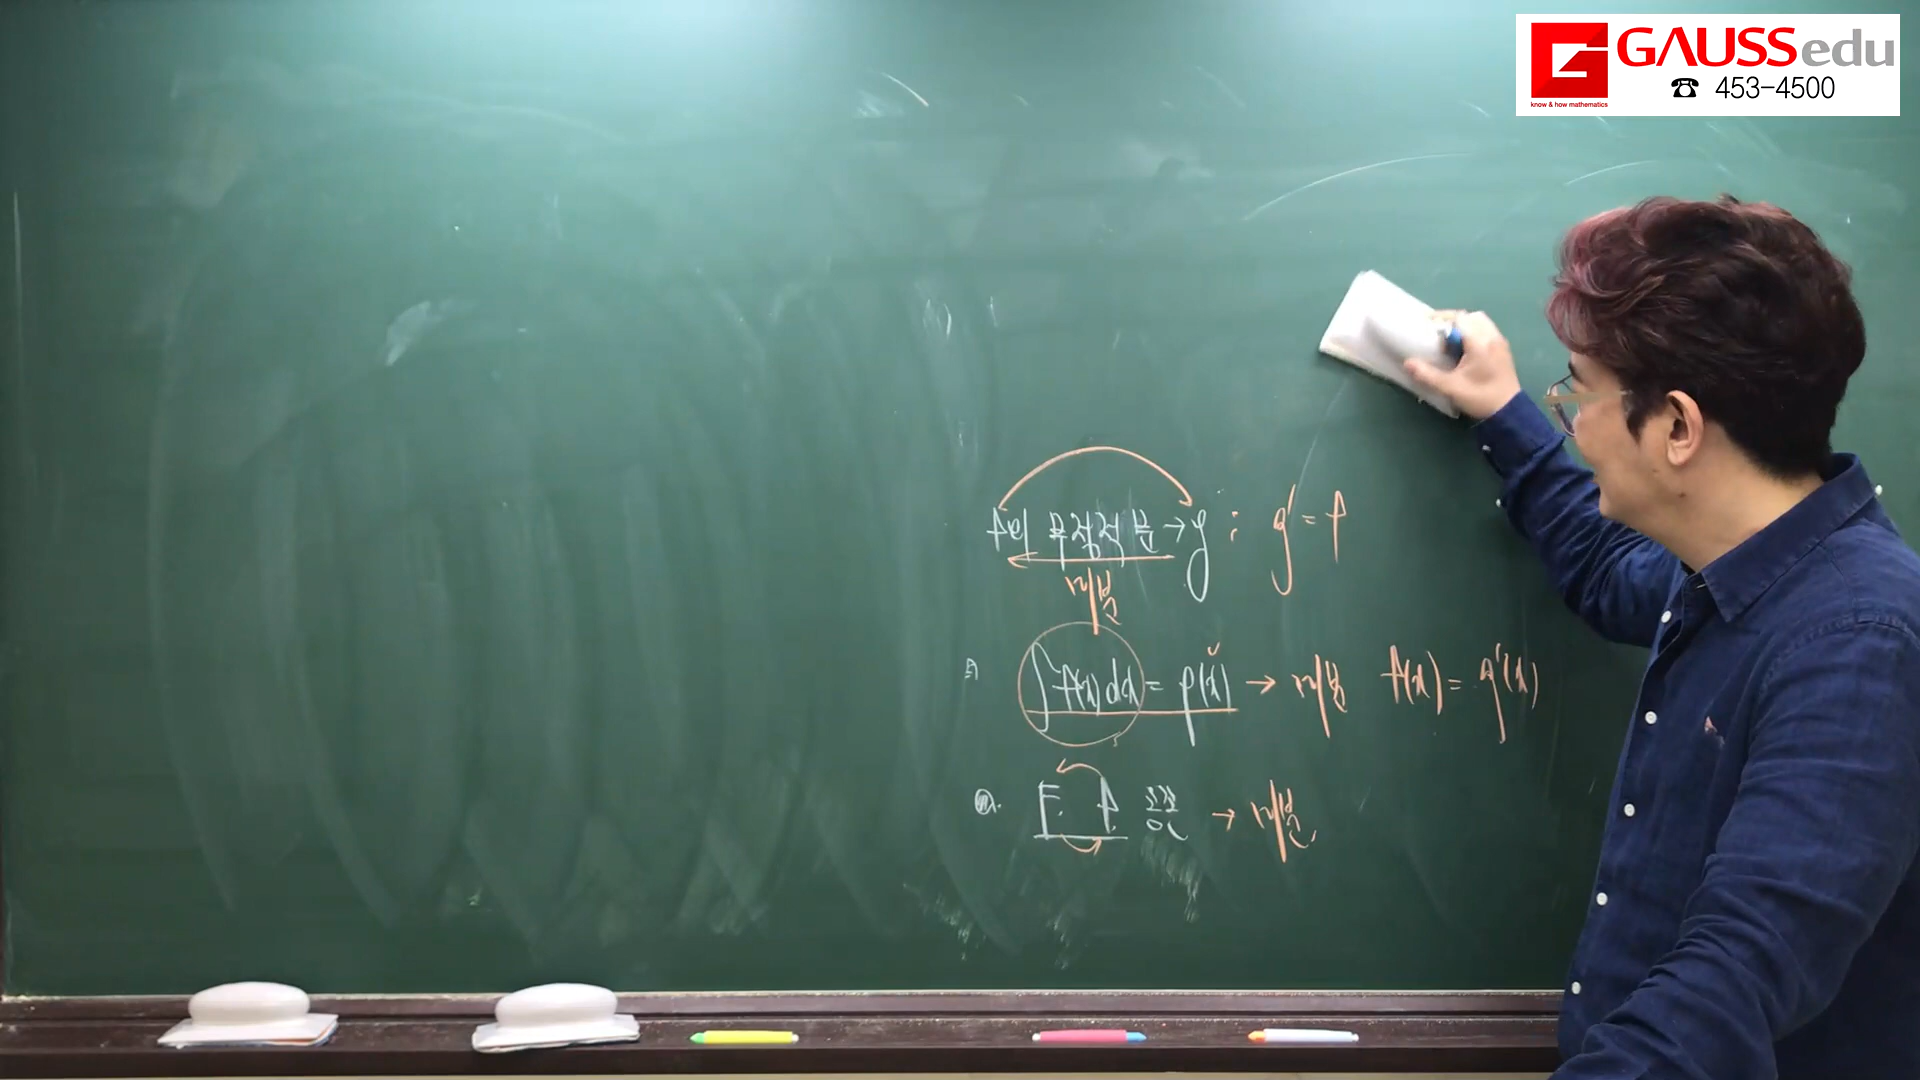 GAUSSedu
know & how mathematics
☎ 453-4500
f의 부정적분 → g : g' = f
미분
∫f(x)dx = g(x) → 미분 f(x) = g'(x)
F. f. 관계 → 미분.